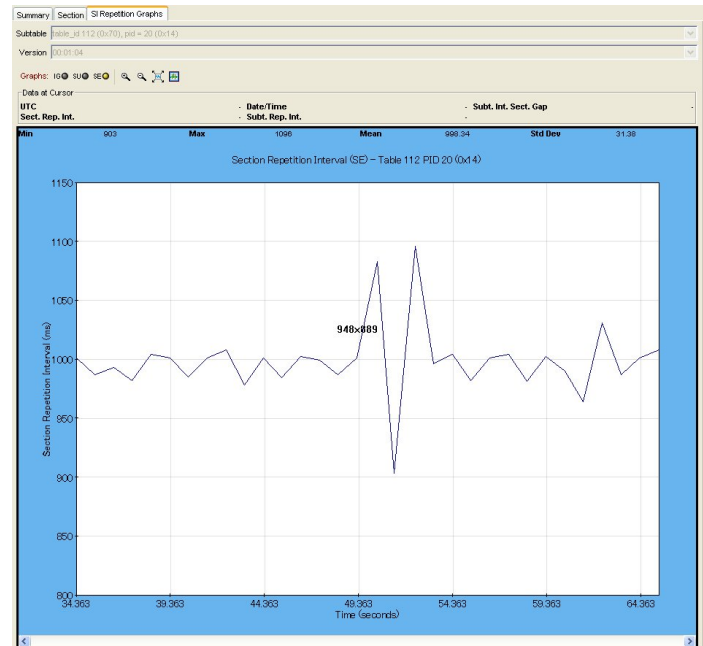 Summary Section SI Repetition Graphs
Subtable table_id 112 (0x70), pid = 20 (0x14)
Version 00:01:04
Graphs: IG SU SE
Data at Cursor
UTC - Date/Time - Subt. Int. Sect. Gap -
Sect. Rep. Int. - Subt. Rep. Int. -
Min 903 Max 1096 Mean 998.34 Std Dev 31.38
Section Repetition Interval (SE) - Table 112 PID 20 (0x14)
Section Repetition Interval (ms)
1150
1100
1050
1000
950
900
850
800
948x889
34.363 39.363 44.363 49.363 54.363 59.363 64.363
Time (seconds)